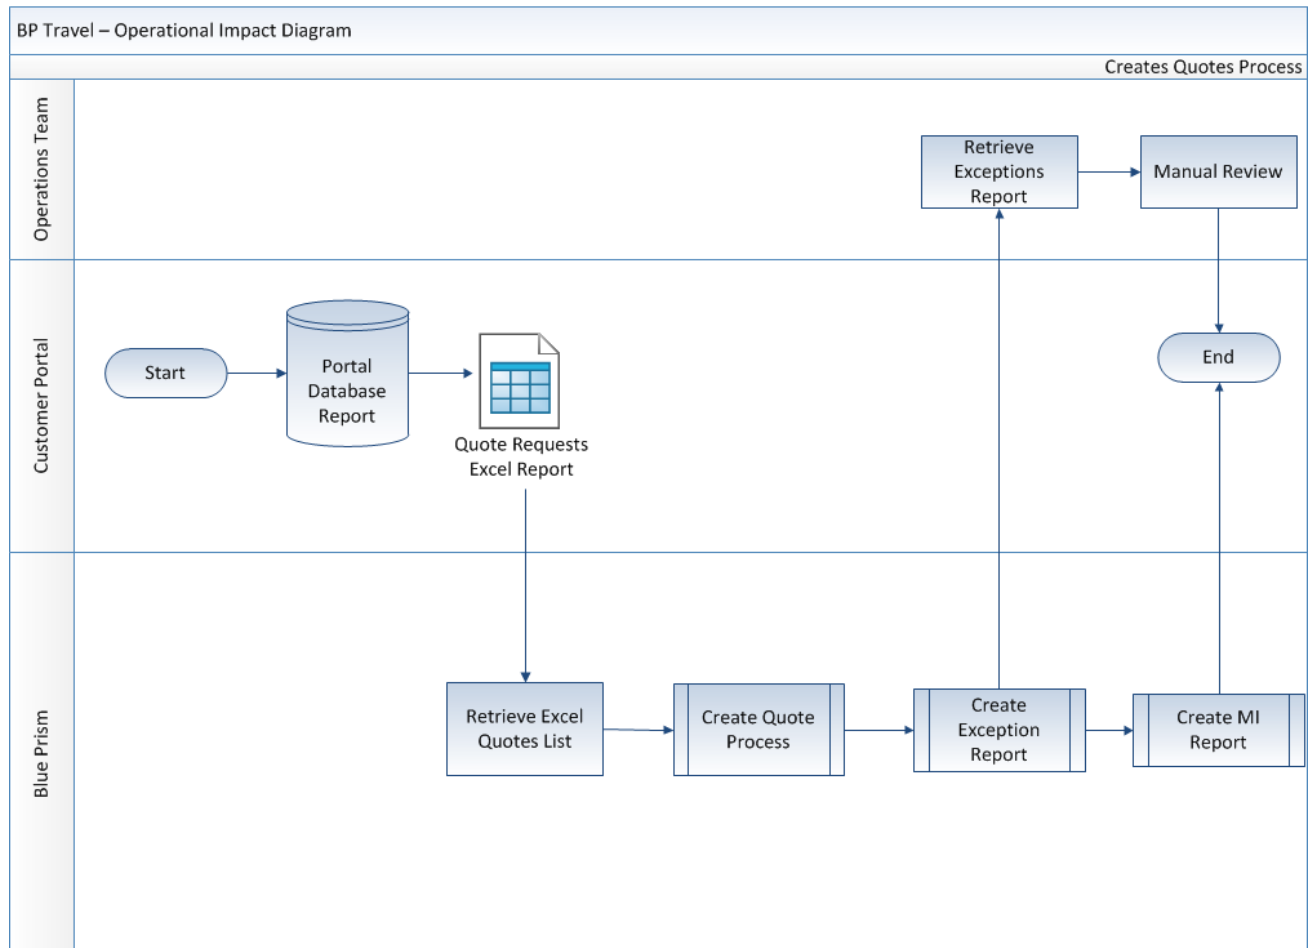 BP Travel – Operational Impact Diagram
Creates Quotes Process
Operations Team
Retrieve
Exceptions
Report
Manual Review
Customer Portal
Start
Portal
Database
Report
Quote Requests
Excel Report
End
Blue Prism
Retrieve Excel
Quotes List
Create Quote
Process
Create
Exception
Report
Create MI
Report